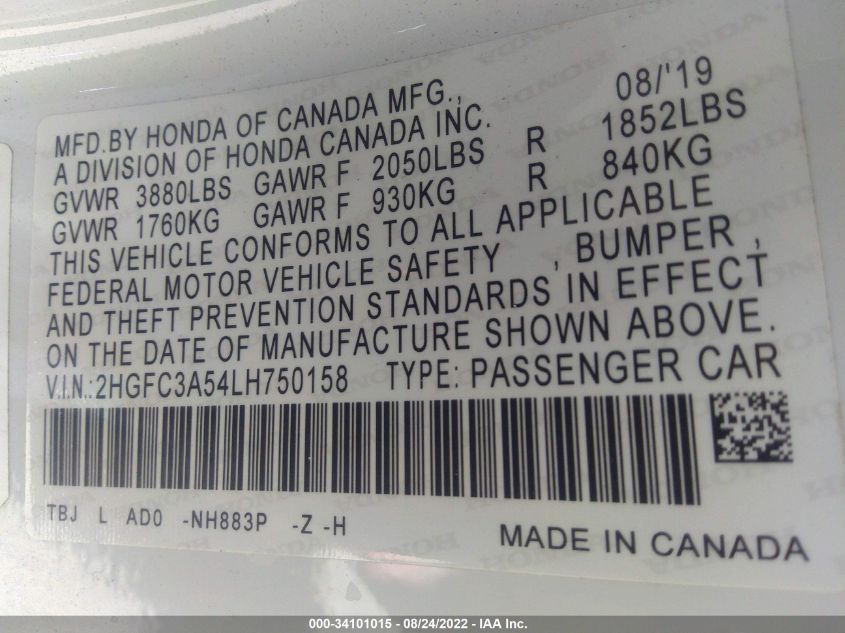 MFD.BY HONDA OF CANADA MFG., 08/'19
A DIVISION OF HONDA CANADA INC.
GVWR 3880LBS GAWR F 2050LBS R 1852LBS
GVWR 1760KG GAWR F 930KG R 840KG
THIS VEHICLE CONFORMS TO ALL APPLICABLE
FEDERAL MOTOR VEHICLE SAFETY , BUMPER ,
AND THEFT PREVENTION STANDARDS IN EFFECT
ON THE DATE OF MANUFACTURE SHOWN ABOVE.
V.I.N.:2HGFC3A54LH750158 TYPE: PASSENGER CAR
TBJ L AD0 -NH883P -Z -H
MADE IN CANADA
000-34101015 - 08/24/2022 - IAA Inc.